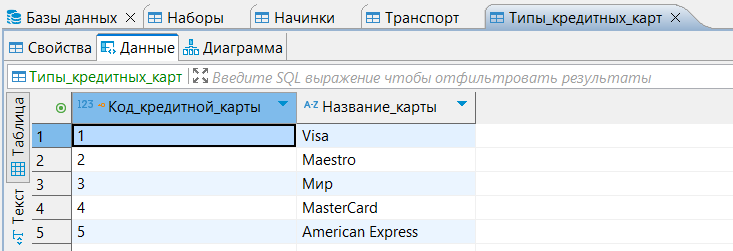 Базы данных Наборы Начинки Транспорт Типы_кредитных_карт
Свойства Данные Диаграмма
Типы_кредитных_карт Введите SQL выражение чтобы отфильтровать результаты
Таблица
Текст
123 Код_кредитной_карты A-Z Название_карты
1 1 Visa
2 2 Maestro
3 3 Мир
4 4 MasterCard
5 5 American Express